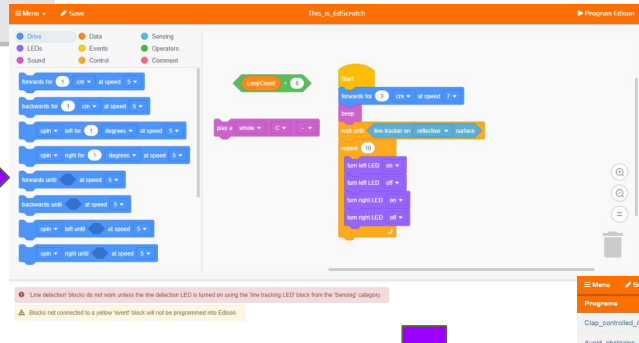 Menu Save This_is_EdScratch Program Edison
Drive Data Sensing
LEDs Events Operators
Sound Control Comment
forwards for 1 cm at speed 5
backwards for 1 cm at speed 5
spin left for 1 degrees at speed 5
spin right for 1 degrees at speed 5
forwards until at speed 5
backwards until at speed 5
spin left until at speed 5
spin right until at speed 5
LoopCount 6
play a whole C -
Start
forwards for 3 cm at speed 7
beep
wait until line tracker on reflective surface
repeat 10
turn left LED on
turn left LED off
turn right LED on
turn right LED off
'Line detection' blocks do not work unless the line detection LED is turned on using the 'line tracking LED' block from the 'Sensing' category.
Blocks not connected to a yellow 'event' block will not be programmed into Edison.
Menu
Programs
Clap_controlled_